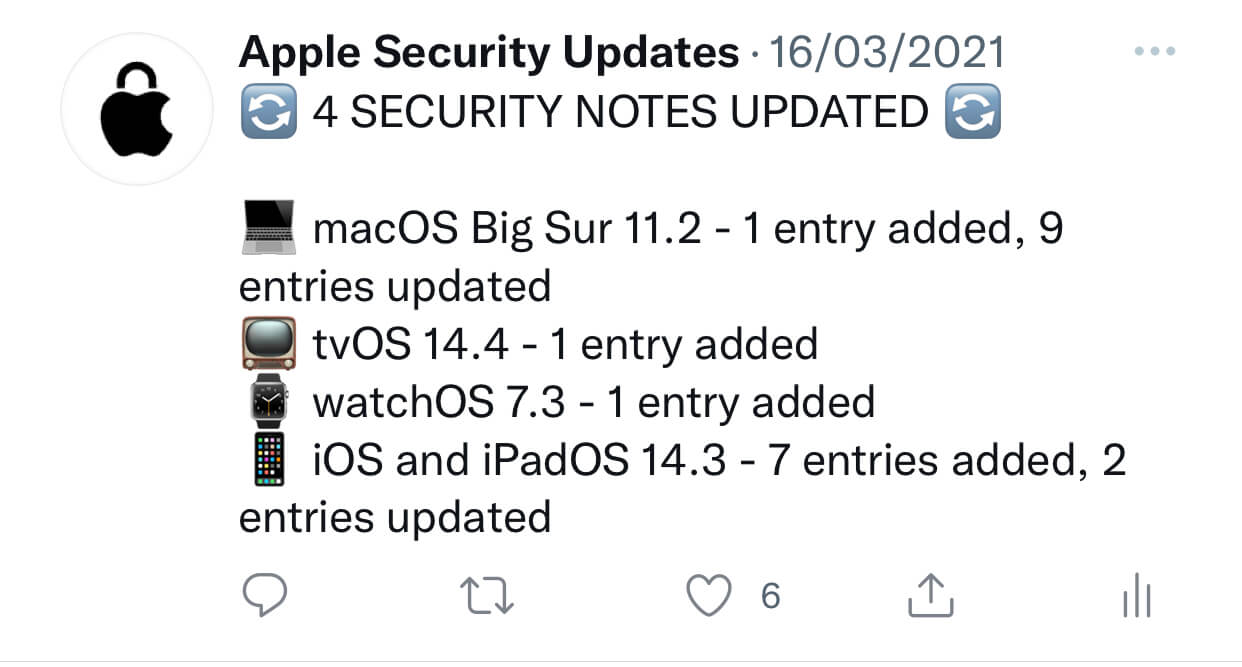 Apple Security Updates · 16/03/2021
🔄 4 SECURITY NOTES UPDATED 🔄
💻 macOS Big Sur 11.2 - 1 entry added, 9
entries updated
📺 tvOS 14.4 - 1 entry added
⌚ watchOS 7.3 - 1 entry added
📱 iOS and iPadOS 14.3 - 7 entries added, 2
entries updated
6